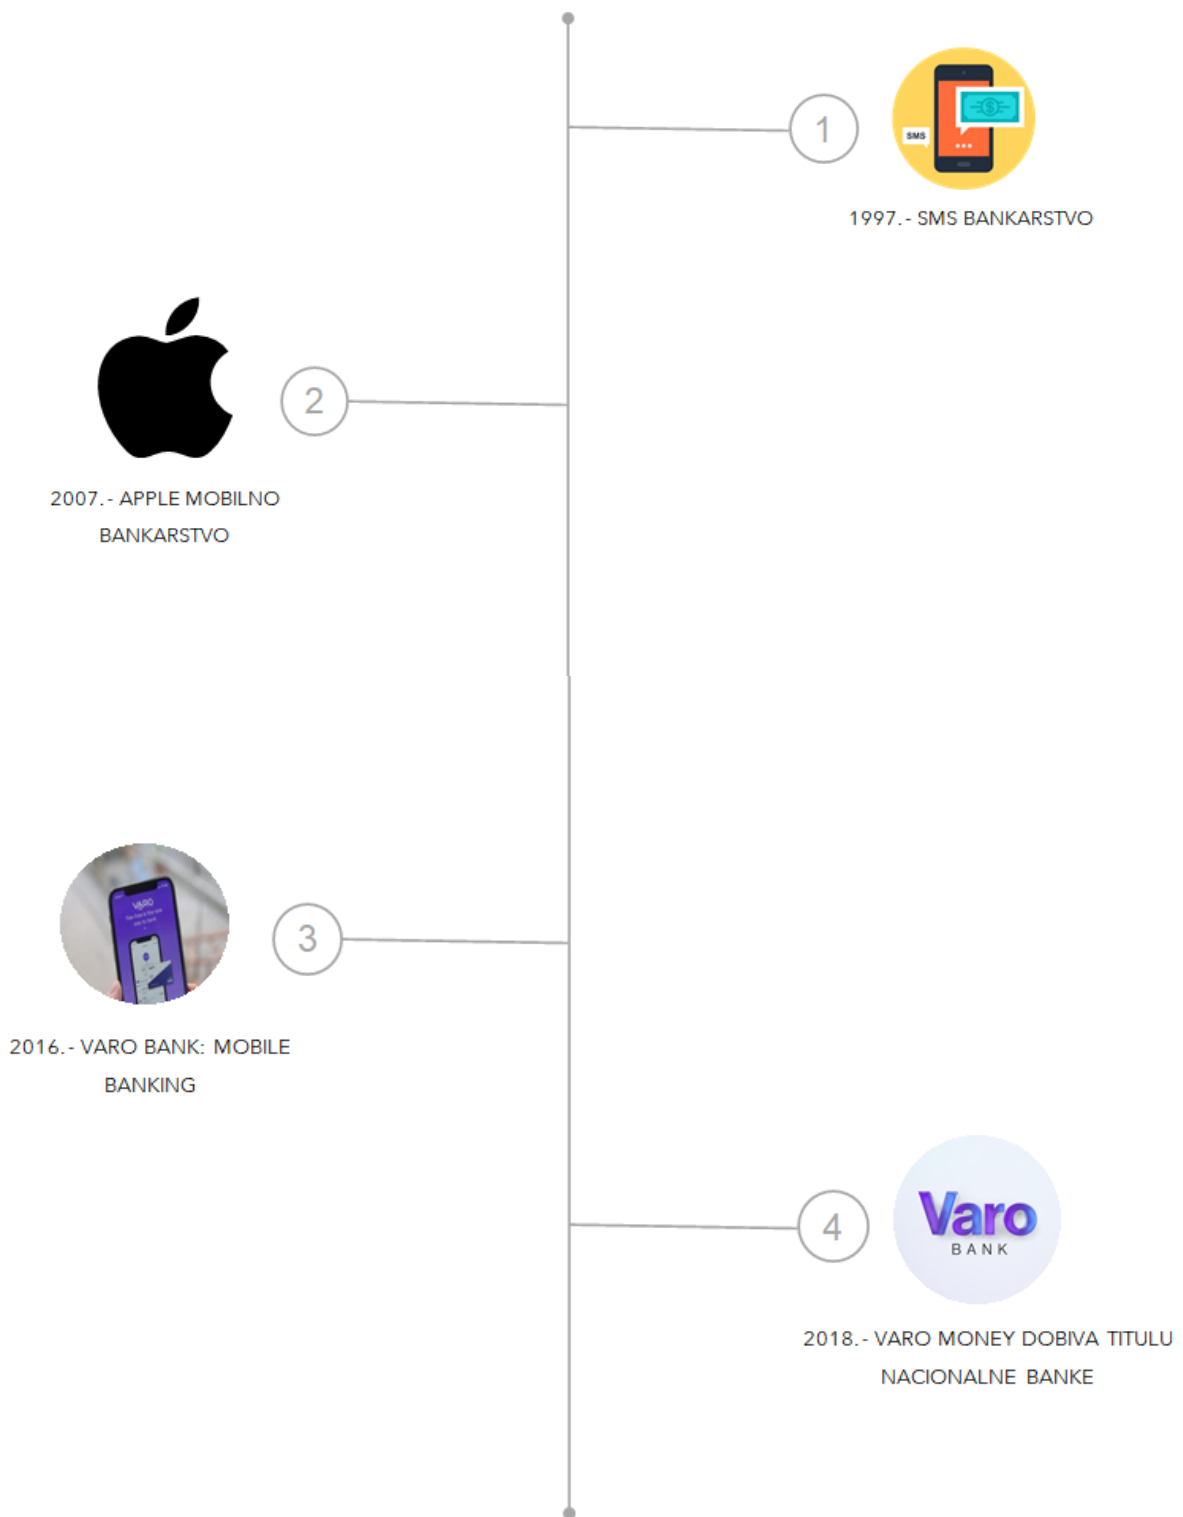 1
SMS
1997.- SMS BANKARSTVO
2
2007.- APPLE MOBILNO
BANKARSTVO
VARO
3
2016.- VARO BANK: MOBILE
BANKING
Varo
BANK
4
2018.- VARO MONEY DOBIVA TITULU
NACIONALNE BANKE